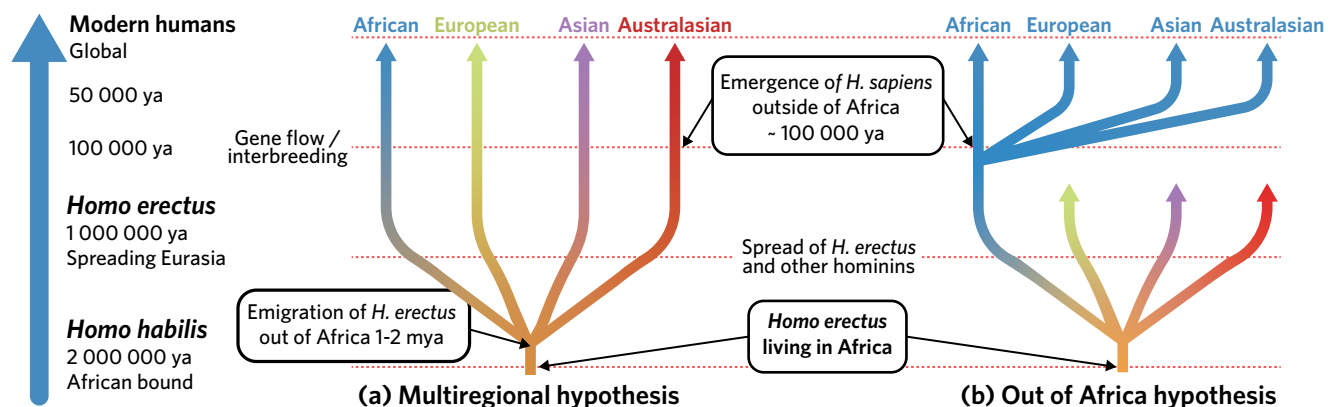 Modern humans
Global
50 000 ya
100 000 ya
Homo erectus
1 000 000 ya
Spreading Eurasia
Homo habilis
2 000 000 ya
African bound
African European Asian Australasian
Gene flow /
interbreeding
Emergence of H. sapiens
outside of Africa
~ 100 000 ya
Spread of H. erectus
and other hominins
Emigration of H. erectus
out of Africa 1-2 mya
Homo erectus
living in Africa
(a) Multiregional hypothesis
African European Asian Australasian
(b) Out of Africa hypothesis